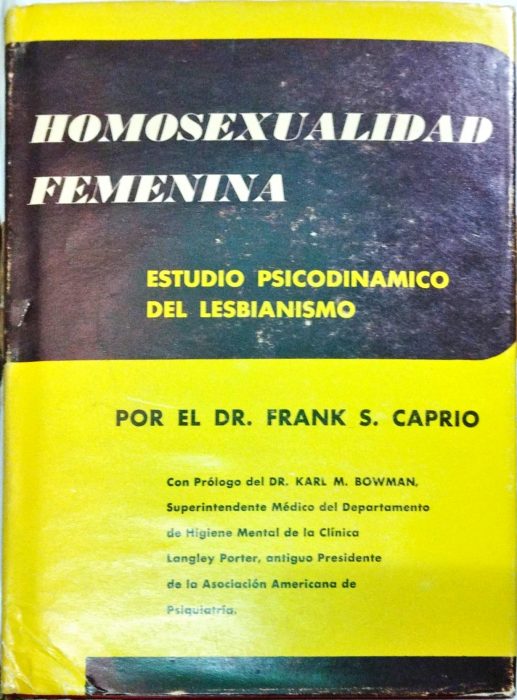 HOMOSEXUALIDAD
FEMENINA
ESTUDIO PSICODINAMICO
DEL LESBIANISMO
POR EL DR. FRANK S. CAPRIO
Con Prólogo del DR. KARL M. BOWMAN,
Superintendente Médico del Departamento
de Higiene Mental de la Clínica
Langley Porter, antiguo Presidente
de la Asociación Americana de
Psiquiatría.